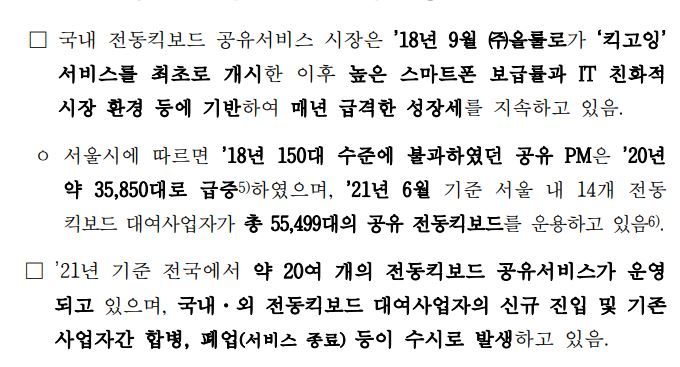 □ 국내 전동킥보드 공유서비스 시장은 ’18년 9월 ㈜올룰로가 ‘킥고잉’
서비스를 최초로 개시한 이후 높은 스마트폰 보급률과 IT 친화적
시장 환경 등에 기반하여 매년 급격한 성장세를 지속하고 있음.
ㅇ 서울시에 따르면 ’18년 150대 수준에 불과하였던 공유 PM은 ’20년
약 35,850대로 급증5)하였으며, ’21년 6월 기준 서울 내 14개 전동
킥보드 대여사업자가 총 55,499대의 공유 전동킥보드를 운용하고 있음6).
□ ’21년 기준 전국에서 약 20여 개의 전동킥보드 공유서비스가 운영
되고 있으며, 국내·외 전동킥보드 대여사업자의 신규 진입 및 기존
사업자간 합병, 폐업(서비스 종료) 등이 수시로 발생하고 있음.